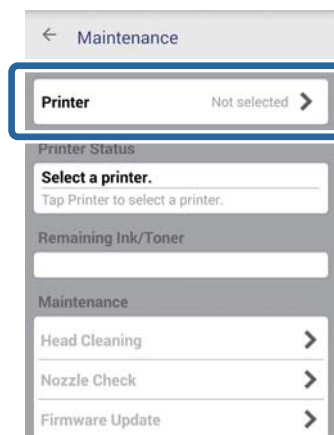 Maintenance
Printer Not selected
Printer Status
Select a printer.
Tap Printer to select a printer.
Remaining Ink/Toner
Maintenance
Head Cleaning
Nozzle Check
Firmware Update